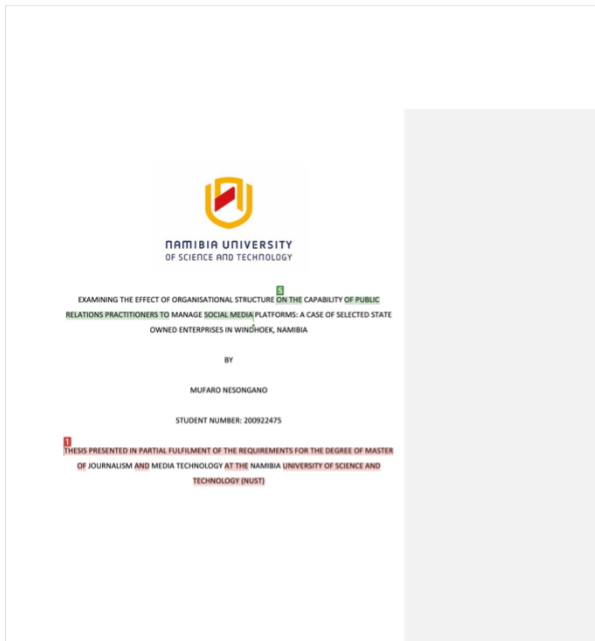 NAMIBIA UNIVERSITY
OF SCIENCE AND TECHNOLOGY
5
EXAMINING THE EFFECT OF ORGANISATIONAL STRUCTURE ON THE CAPABILITY OF PUBLIC
RELATIONS PRACTITIONERS TO MANAGE SOCIAL MEDIA PLATFORMS: A CASE OF SELECTED STATE
OWNED ENTERPRISES IN WINDHOEK, NAMIBIA
BY
MUFARO NESONGANO
STUDENT NUMBER: 200922475
1
THESIS PRESENTED IN PARTIAL FULFILMENT OF THE REQUIREMENTS FOR THE DEGREE OF MASTER
OF JOURNALISM AND MEDIA TECHNOLOGY AT THE NAMIBIA UNIVERSITY OF SCIENCE AND
TECHNOLOGY (NUST)